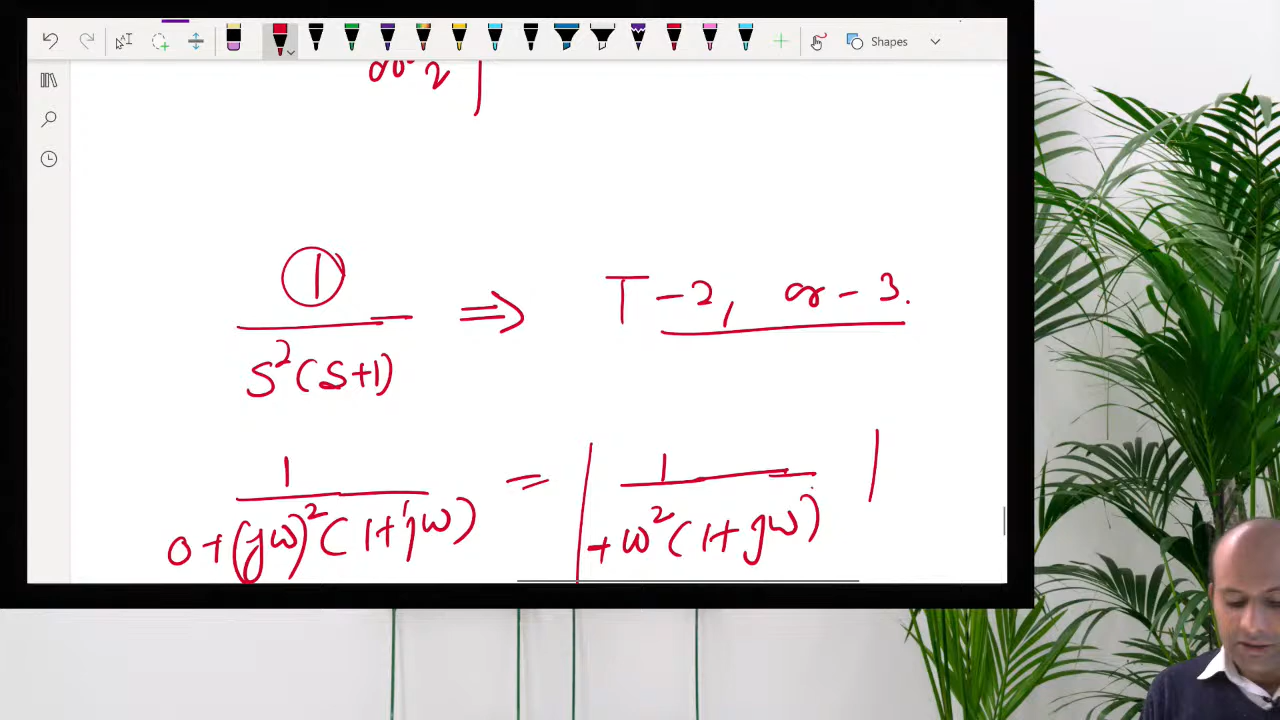 Shapes
1 / s²(s+1) ⇒ T-2, or - 3.
1 / 0+(jω)²(1+jω) = | 1 / +ω²(1+jω) |